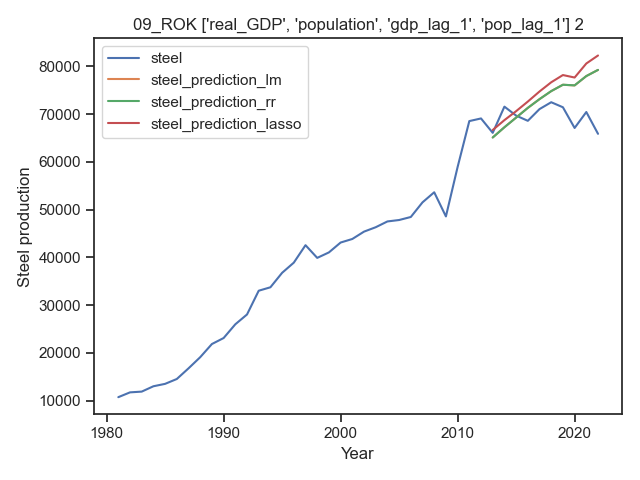 09_ROK ['real_GDP', 'population', 'gdp_lag_1', 'pop_lag_1'] 2
steel
steel_prediction_lm
steel_prediction_rr
steel_prediction_lasso
80000
70000
60000
50000
40000
30000
20000
10000
Steel production
1980 1990 2000 2010 2020
Year